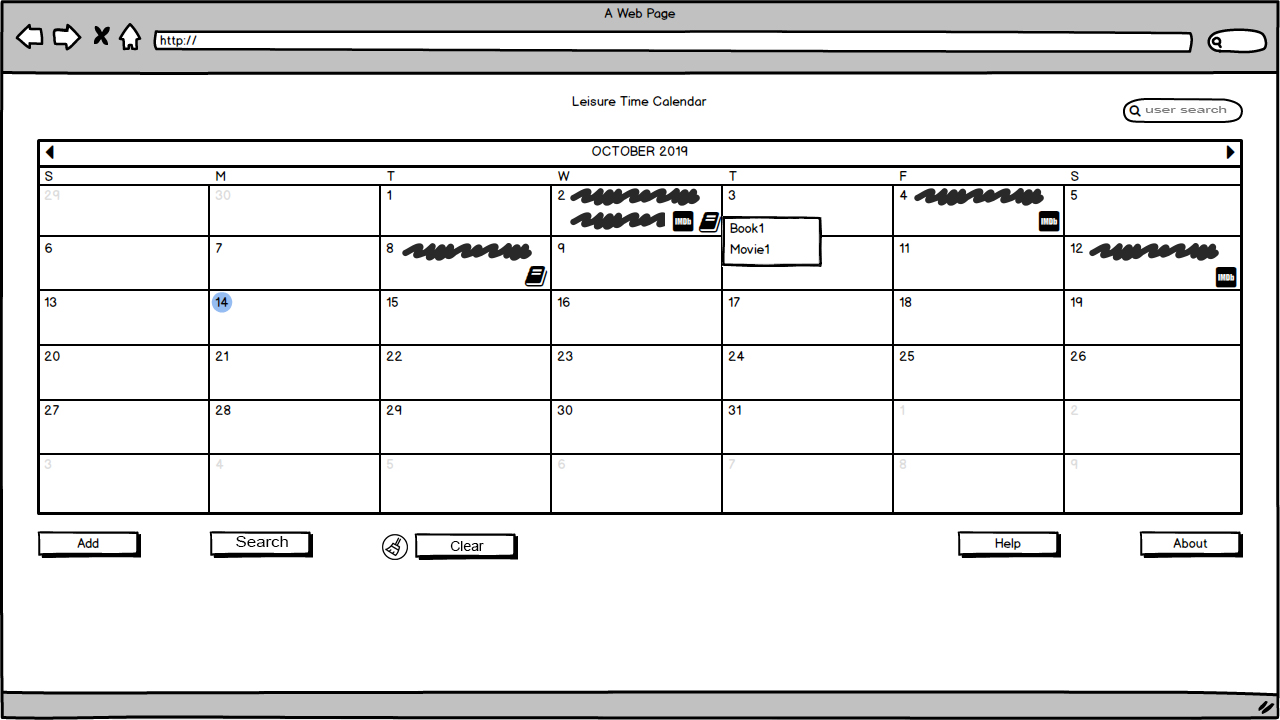 A Web Page
http://
Leisure Time Calendar
user search
OCTOBER 2019
S M T W T F S
29 30 1 2 3 4 5
IMDb IMDb
Book1
Movie1
6 7 8 9 11 12
IMDb
13 14 15 16 17 18 19
20 21 22 23 24 25 26
27 28 29 30 31 1 2
3 4 5 6 7 8 9
Add Search Clear Help About